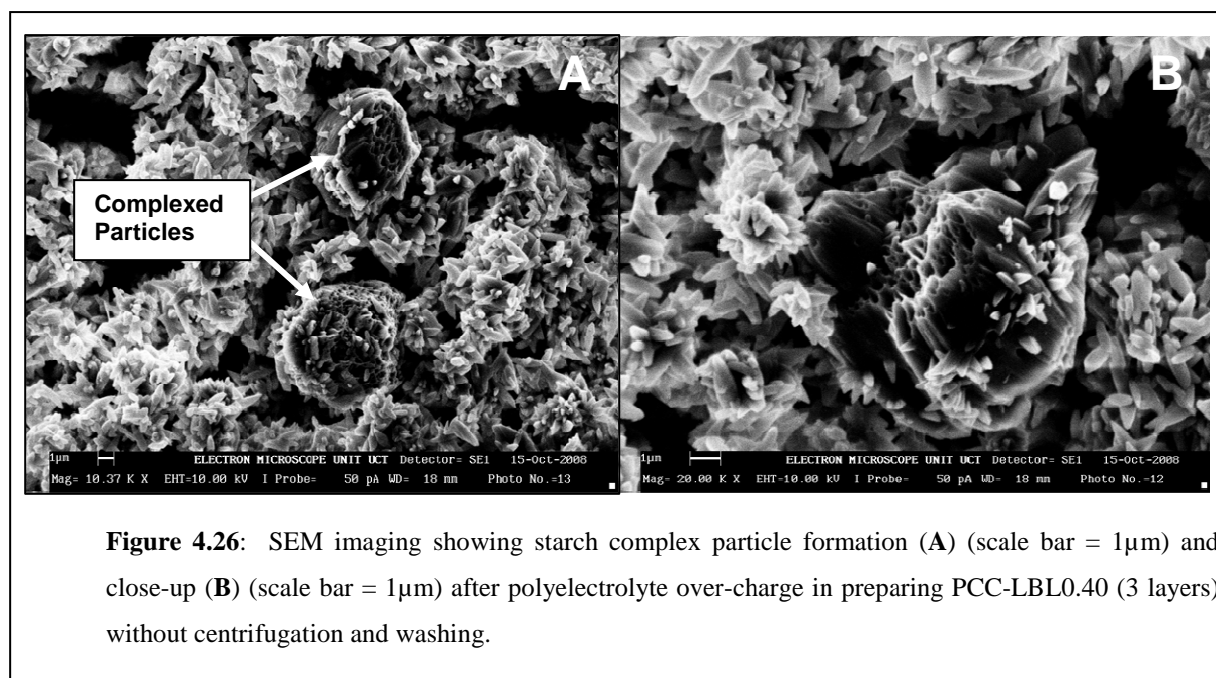 A
B
Complexed
Particles
1µm ELECTRON MICROSCOPE UNIT UCT Detector= SE1 15-Oct-2008
Mag= 10.37 K X EHT=10.00 kV I Probe= 50 pA WD= 18 mm Photo No.=13
1µm ELECTRON MICROSCOPE UNIT UCT Detector= SE1 15-Oct-2008
Mag= 20.00 K X EHT=10.00 kV I Probe= 50 pA WD= 18 mm Photo No.=12
Figure 4.26: SEM imaging showing starch complex particle formation (A) (scale bar = 1µm) and
close-up (B) (scale bar = 1µm) after polyelectrolyte over-charge in preparing PCC-LBL0.40 (3 layers)
without centrifugation and washing.